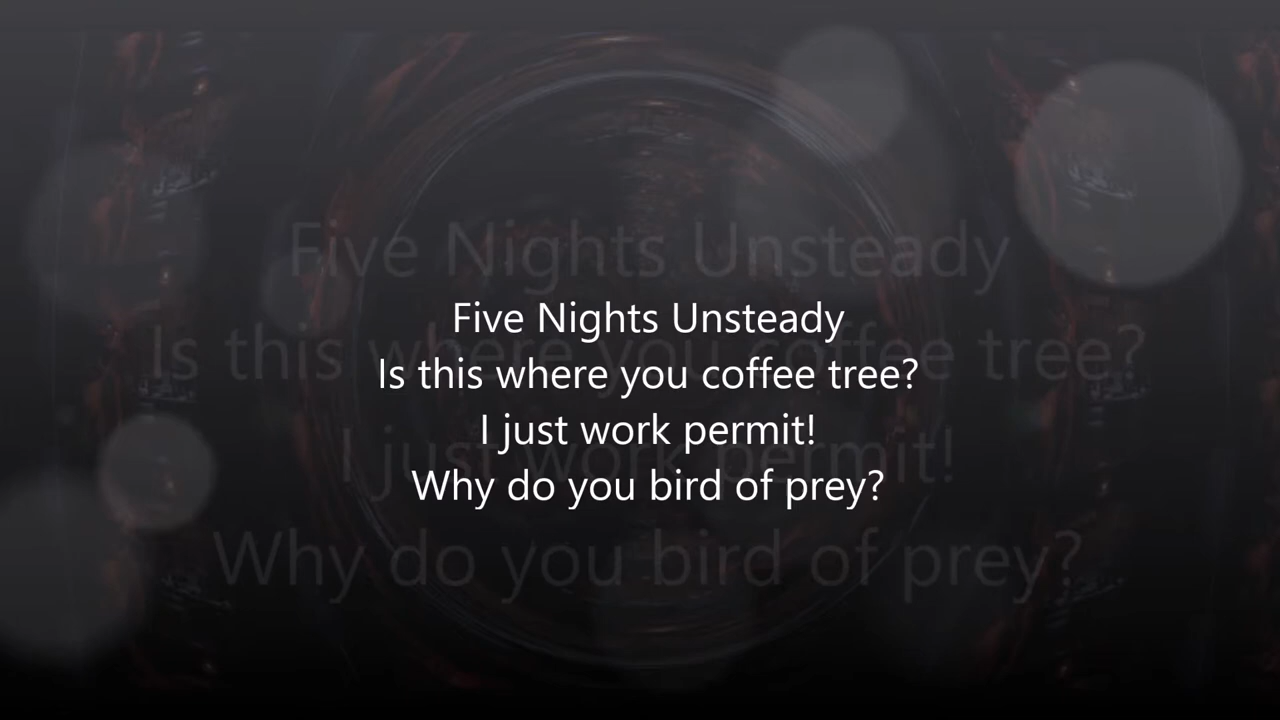 Five Nights Unsteady
Is this where you coffee tree?
I just work permit!
Why do you bird of prey?